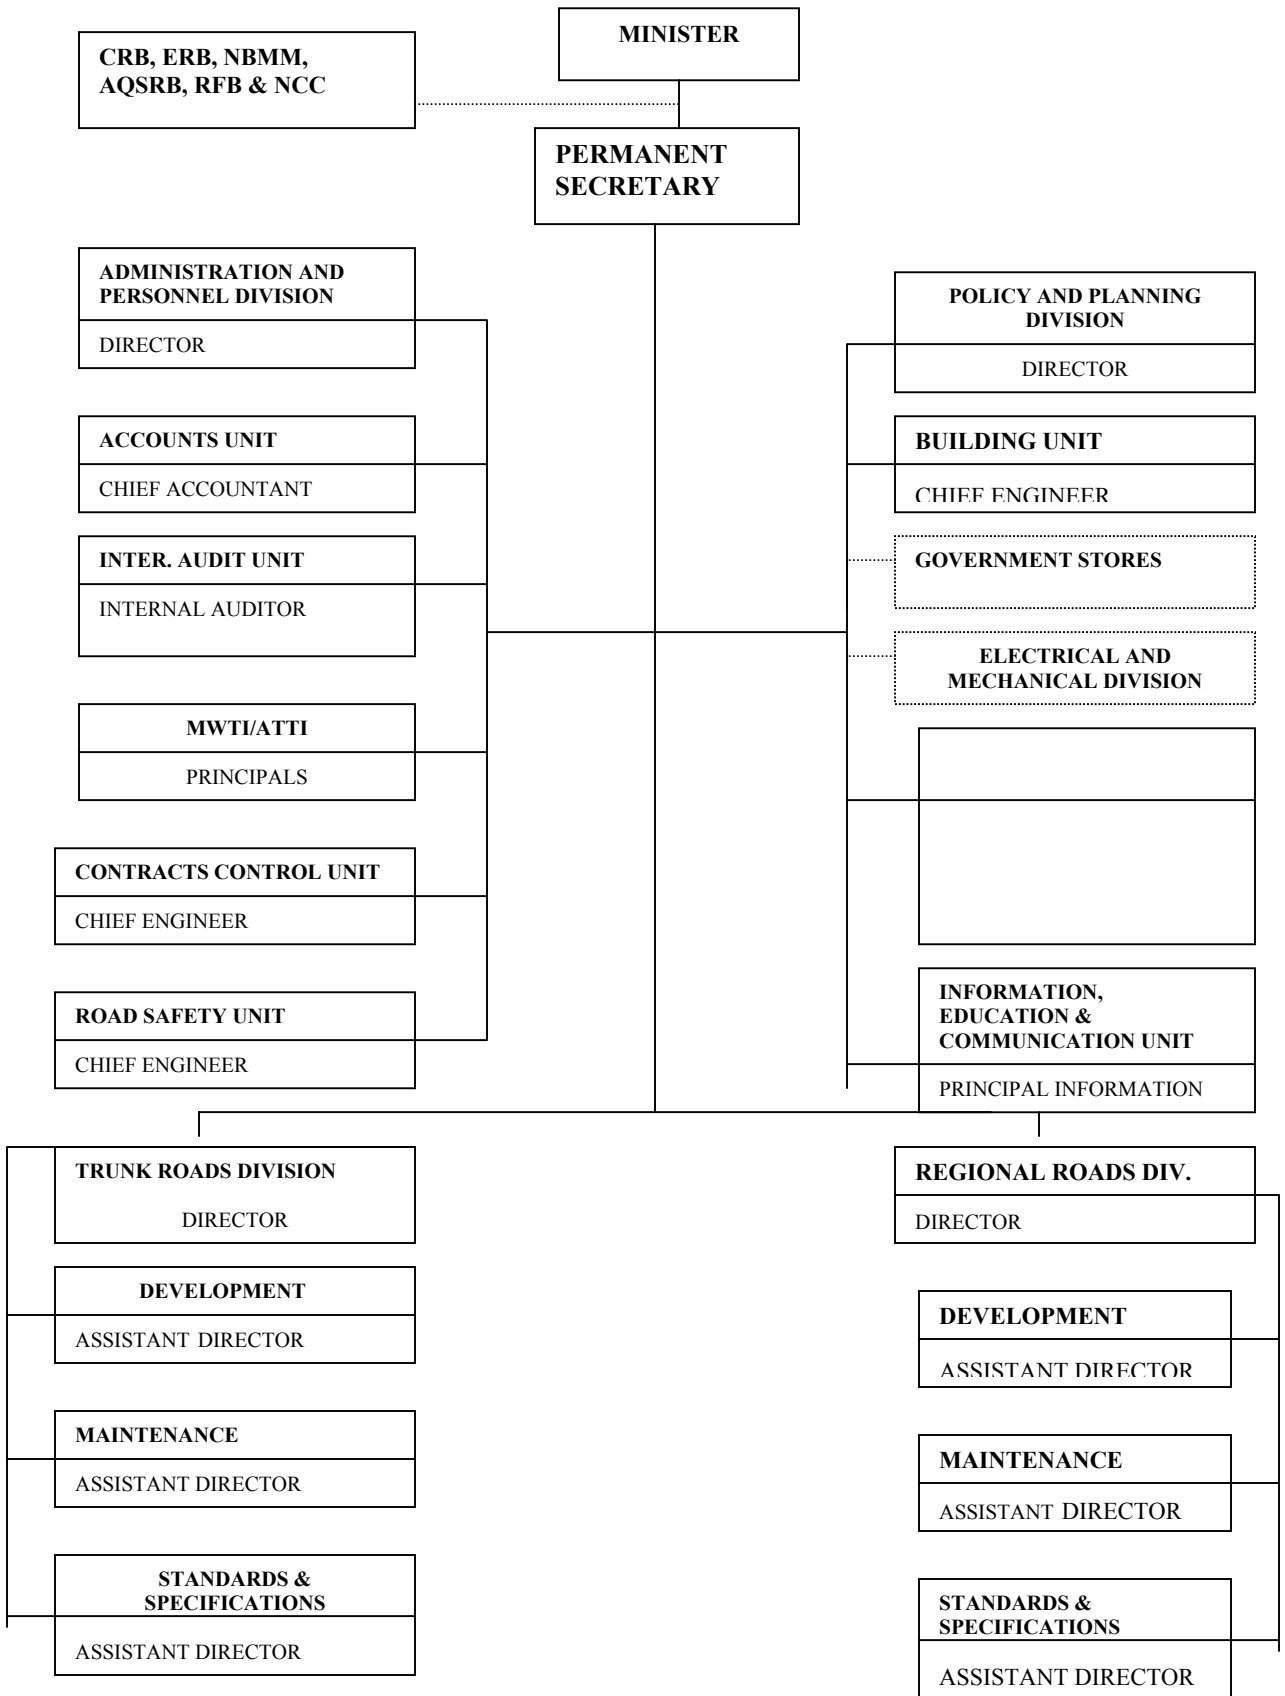 MINISTER
CRB, ERB, NBMM,
AQSRB, RFB & NCC
PERMANENT
SECRETARY
ADMINISTRATION AND
PERSONNEL DIVISION
DIRECTOR
ACCOUNTS UNIT
CHIEF ACCOUNTANT
INTER. AUDIT UNIT
INTERNAL AUDITOR
MWTI/ATTI
PRINCIPALS
CONTRACTS CONTROL UNIT
CHIEF ENGINEER
ROAD SAFETY UNIT
CHIEF ENGINEER
POLICY AND PLANNING
DIVISION
DIRECTOR
BUILDING UNIT
CHIEF ENGINEER
GOVERNMENT STORES
ELECTRICAL AND
MECHANICAL DIVISION
INFORMATION,
EDUCATION &
COMMUNICATION UNIT
PRINCIPAL INFORMATION
TRUNK ROADS DIVISION
DIRECTOR
DEVELOPMENT
ASSISTANT DIRECTOR
MAINTENANCE
ASSISTANT DIRECTOR
STANDARDS &
SPECIFICATIONS
ASSISTANT DIRECTOR
REGIONAL ROADS DIV.
DIRECTOR
DEVELOPMENT
ASSISTANT DIRECTOR
MAINTENANCE
ASSISTANT DIRECTOR
STANDARDS &
SPECIFICATIONS
ASSISTANT DIRECTOR